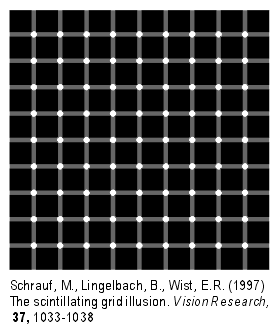 Schrauf, M., Lingelbach, B., Wist, E.R. (1997)
The scintillating grid illusion. Vision Research,
37, 1033-1038